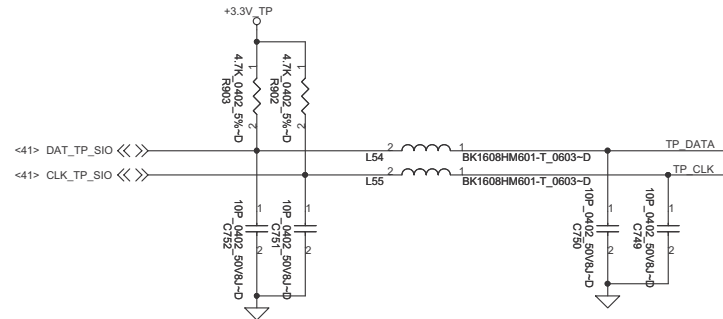 +3.3V_TP
1
1
4.7K_0402_5%~D
R903
4.7K_0402_5%~D
R902
2
2
<41> DAT_TP_SIO
2
1
L54
BK1608HM601-T_0603~D
TP_DATA
<41> CLK_TP_SIO
2
1
L55
BK1608HM601-T_0603~D
TP_CLK
1
1
10P_0402_50V8J~D
C752
10P_0402_50V8J~D
C751
2
2
1
1
10P_0402_50V8J~D
C750
10P_0402_50V8J~D
C749
2
2